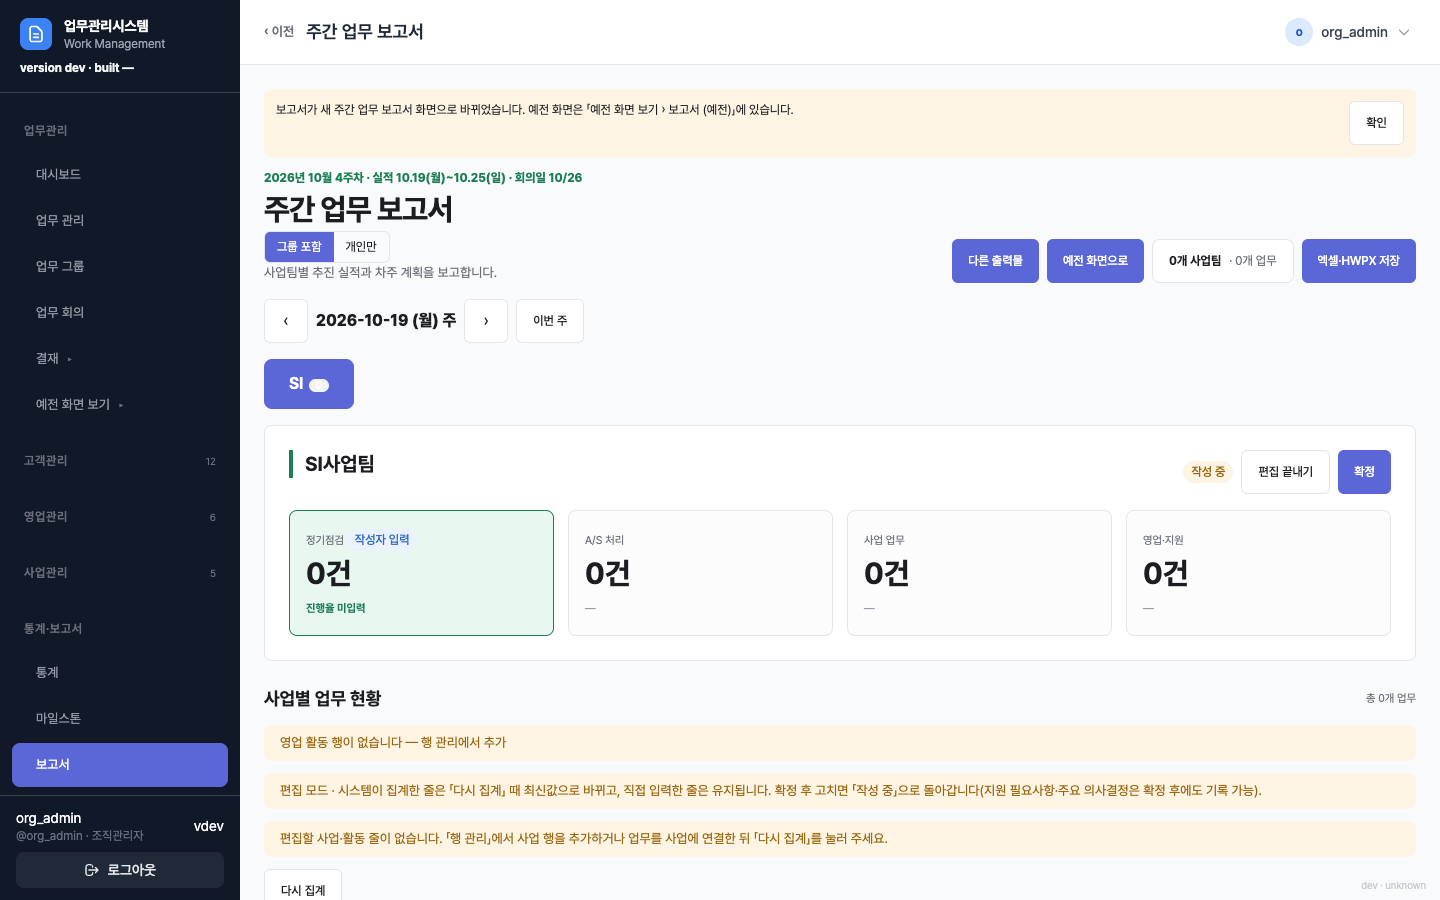 업무관리시스템
Work Management
version dev · built —
업무관리
대시보드
업무 관리
업무 그룹
업무 회의
결재 ▸
예전 화면 보기 ▸
고객관리 12
영업관리 6
사업관리 5
통계·보고서
통계
마일스톤
보고서
org_admin
@org_admin · 조직관리자
vdev
로그아웃
‹ 이전 주간 업무 보고서
o org_admin
보고서가 새 주간 업무 보고서 화면으로 바뀌었습니다. 예전 화면은 「예전 화면 보기 › 보고서 (예전)」에 있습니다.
확인
2026년 10월 4주차 · 실적 10.19(월)~10.25(일) · 회의일 10/26
주간 업무 보고서
그룹 포함 개인만
사업팀별 추진 실적과 차주 계획을 보고합니다.
다른 출력물 예전 화면으로 0개 사업팀 · 0개 업무 엑셀·HWPX 저장
‹ 2026-10-19 (월) 주 › 이번 주
SI
SI사업팀
작성 중 편집 끝내기 확정
정기점검 작성자 입력
0건
진행율 미입력
A/S 처리
0건
—
사업 업무
0건
—
영업·지원
0건
—
사업별 업무 현황
총 0개 업무
영업 활동 행이 없습니다 — 행 관리에서 추가
편집 모드 · 시스템이 집계한 줄은 「다시 집계」 때 최신값으로 바뀌고, 직접 입력한 줄은 유지됩니다. 확정 후 고치면 「작성 중」으로 돌아갑니다(지원 필요사항·주요 의사결정은 확정 후에도 기록 가능).
편집할 사업·활동 줄이 없습니다. 「행 관리」에서 사업 행을 추가하거나 업무를 사업에 연결한 뒤 「다시 집계」를 눌러 주세요.
다시 집계
dev · unknown